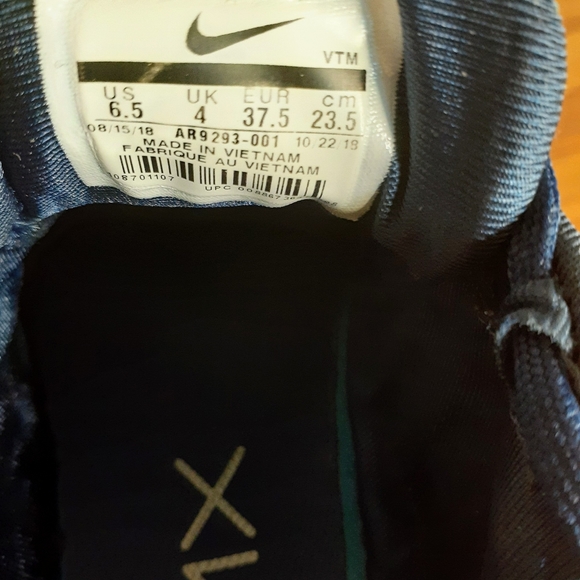 VTM
US UK EUR cm
6.5 4 37.5 23.5
08/15/18 AR9293-001 10 22 18
MADE IN VIETNAM
FABRIQUE AU VIETNAM
UPC
X